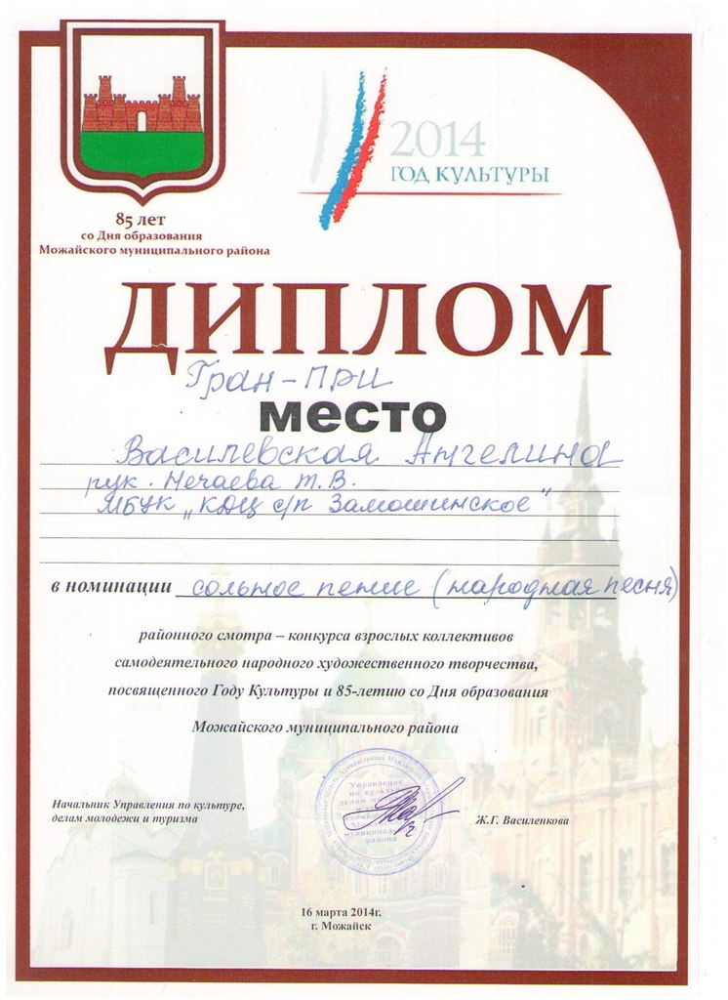 2014
ГОД КУЛЬТУРЫ
85 лет
со Дня образования
Можайского муниципального района
ДИПЛОМ
Гран-при
место
Василевская Ангелина
рук. Нечаева Т.В.
МБУК „КДЦ с/п Замошинское"
в номинации сольное пение (народная песня)
районного смотра – конкурса взрослых коллективов
самодеятельного народного художественного творчества,
посвященного Году Культуры и 85-летию со Дня образования
Можайского муниципального района
Управление
по культуре,
делам
муниципального
района
Начальник Управления по культуре,
делам молодежи и туризма
Ж.Г. Василенкова
16 марта 2014г.
г. Можайск